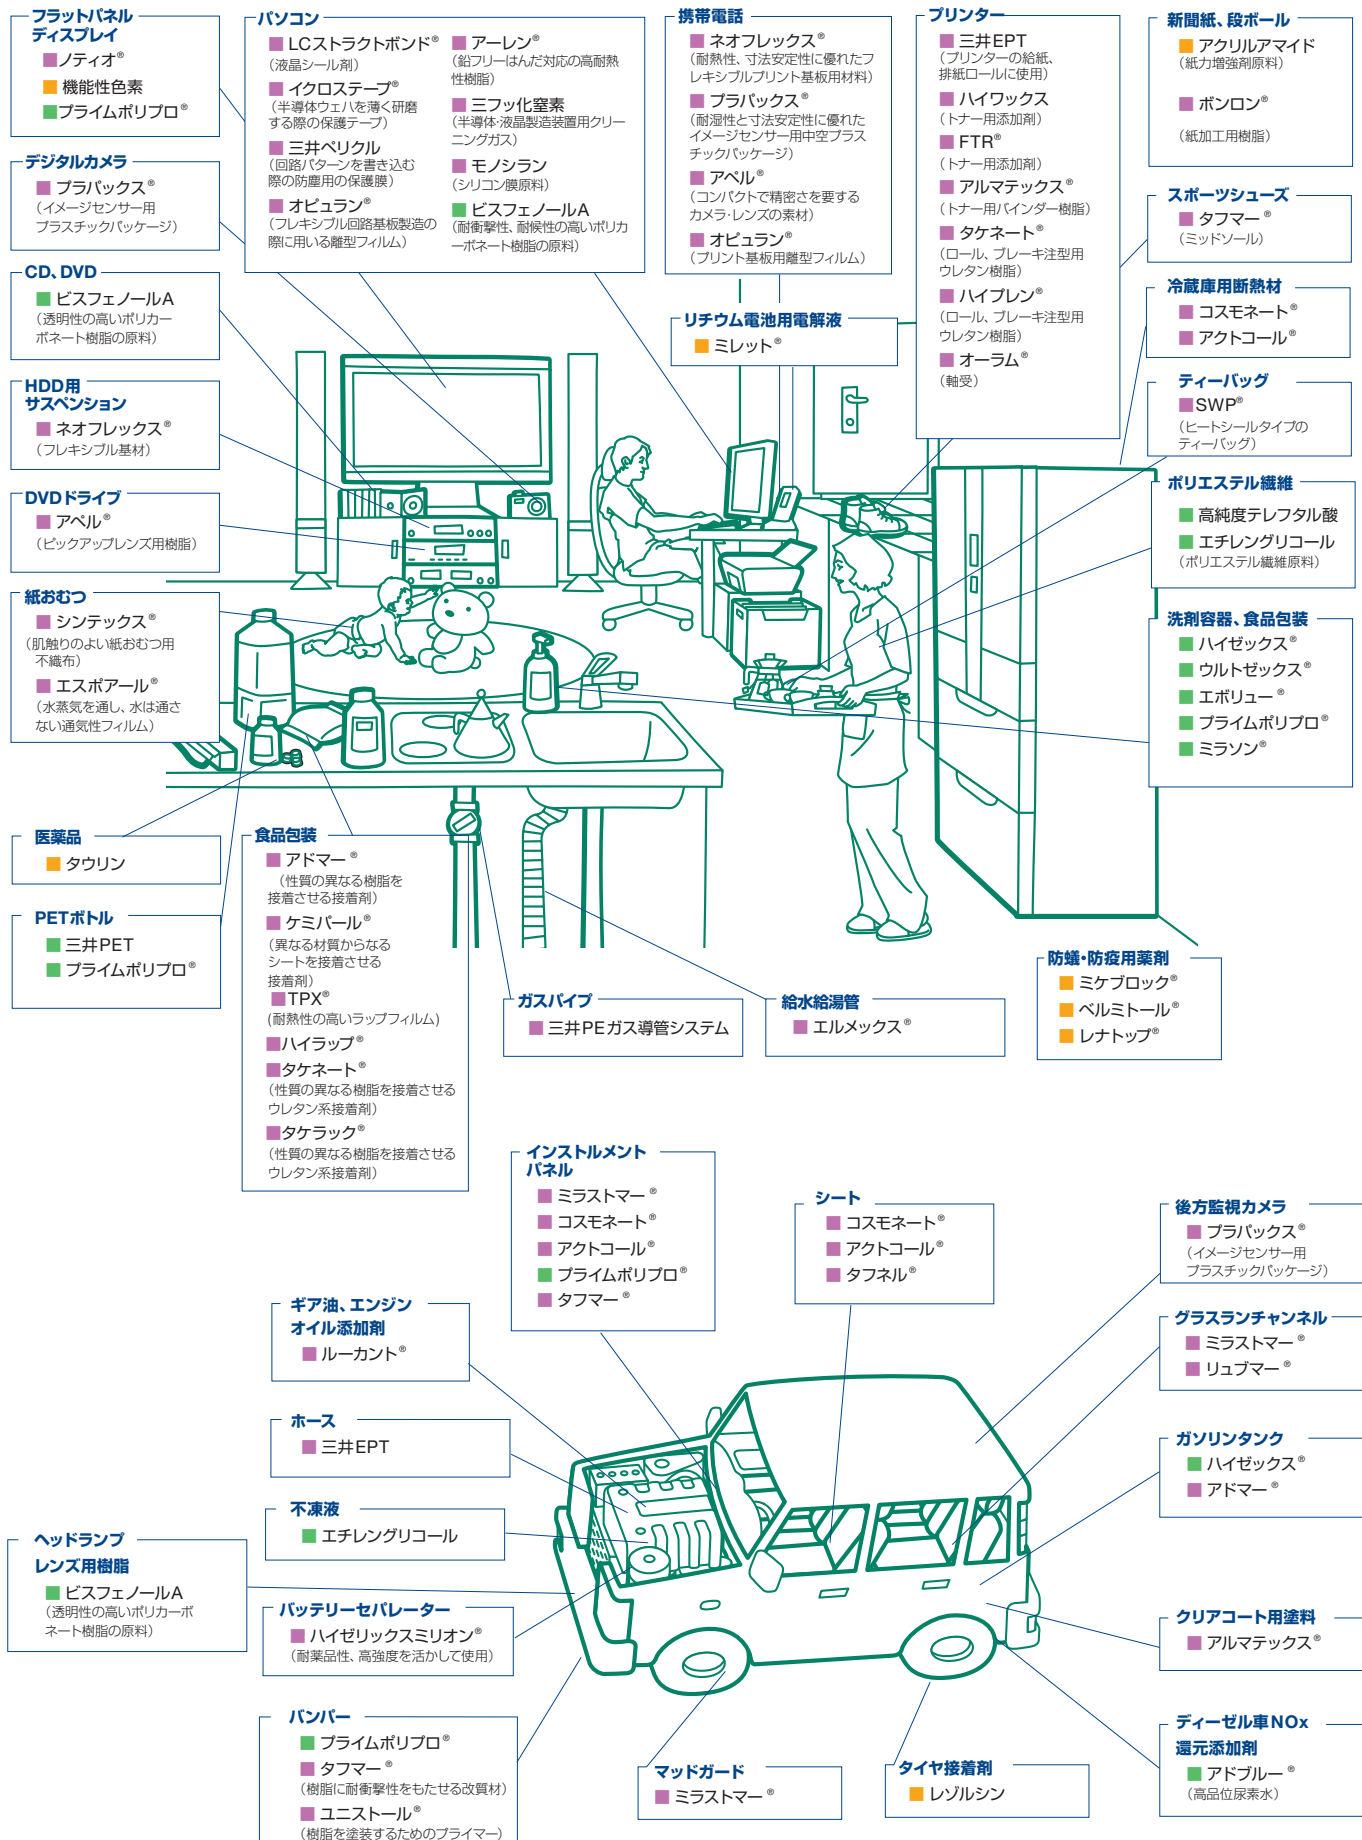 フラットパネル
ディスプレイ
ノティオ®
機能性色素
プライムポリプロ®
デジタルカメラ
プラパックス®
（イメージセンサー用
プラスチックパッケージ）
CD、DVD
ビスフェノールA
（透明性の高いポリカー
ボネート樹脂の原料）
HDD用
サスペンション
ネオフレックス®
（フレキシブル基材）
DVDドライブ
アペル®
（ピックアップレンズ用樹脂）
紙おむつ
シンテックス®
（肌触りのよい紙おむつ用
不織布）
エスポアール®
（水蒸気を通し、水は通さ
ない通気性フィルム）
医薬品
タウリン
PETボトル
三井PET
プライムポリプロ®
パソコン
LCストラクトボンド®
（液晶シール剤）
イクロステープ®
（半導体ウェハを薄く研磨
する際の保護テープ）
三井ペリクル
（回路パターンを書き込む
際の防塵用の保護膜）
オピュラン®
（フレキシブル回路基板製造の
際に用いる離型フィルム）
アーレン®
（鉛フリーはんだ対応の高耐熱
性樹脂）
三フッ化窒素
（半導体・液晶製造装置用クリー
ニングガス）
モノシラン
（シリコン膜原料）
ビスフェノールA
（耐衝撃性、耐候性の高いポリカ
ーボネート樹脂の原料）
携帯電話
ネオフレックス®
（耐熱性、寸法安定性に優れたフ
レキシブルプリント基板用材料）
プラパックス®
（耐湿性と寸法安定性に優れた
イメージセンサー用中空プラス
チックパッケージ）
アペル®
（コンパクトで精密さを要する
カメラ・レンズの素材）
オピュラン®
（プリント基板用離型フィルム）
リチウム電池用電解液
ミレット®
プリンター
三井EPT
（プリンターの給紙、
排紙ロールに使用）
ハイワックス
（トナー用添加剤）
FTR®
（トナー用添加剤）
アルマテックス®
（トナー用バインダー樹脂）
タケネート®
（ロール、ブレーキ注型用
ウレタン樹脂）
ハイプレン®
（ロール、ブレーキ注型用
ウレタン樹脂）
オーラム®
（軸受）
新聞紙、段ボール
アクリルアマイド
（紙力増強剤原料）
ボンロン®
（紙加工用樹脂）
スポーツシューズ
タフマー®
（ミッドソール）
冷蔵庫用断熱材
コスモネート®
アクトコール®
ティーバッグ
SWP®
（ヒートシールタイプの
ティーバッグ）
ポリエステル繊維
高純度テレフタル酸
エチレングリコール
（ポリエステル繊維原料）
洗剤容器、食品包装
ハイゼックス®
ウルトゼックス®
エボリュー®
プライムポリプロ®
ミラソン®
食品包装
アドマー®
（性質の異なる樹脂を
接着させる接着剤）
ケミパール®
（異なる材質からなる
シートを接着させる
接着剤）
TPX®
(耐熱性の高いラップフィルム)
ハイラップ®
タケネート®
（性質の異なる樹脂を接着させる
ウレタン系接着剤）
タケラック®
（性質の異なる樹脂を接着させる
ウレタン系接着剤）
ガスパイプ
三井PEガス導管システム
給水給湯管
エルメックス®
防蟻・防疫用薬剤
ミケブロック®
ベルミトール®
レナトップ®
インストルメント
パネル
ミラストマー®
コスモネート®
アクトコール®
プライムポリプロ®
タフマー®
シート
コスモネート®
アクトコール®
タフネル®
後方監視カメラ
プラパックス®
（イメージセンサー用
プラスチックパッケージ）
ギア油、エンジン
オイル添加剤
ルーカント®
グラスランチャンネル
ミラストマー®
リュブマー®
ホース
三井EPT
ガソリンタンク
ハイゼックス®
アドマー®
不凍液
エチレングリコール
ヘッドランプ
レンズ用樹脂
ビスフェノールA
（透明性の高いポリカーボ
ネート樹脂の原料）
バッテリーセパレーター
ハイゼリックスミリオン®
（耐薬品性、高強度を活かして使用）
クリアコート用塗料
アルマテックス®
バンパー
プライムポリプロ®
タフマー®
（樹脂に耐衝撃性をもたせる改質材）
ユニストール®
（樹脂を塗装するためのプライマー）
マッドガード
ミラストマー®
タイヤ接着剤
レゾルシン
ディーゼル車NOx
還元添加剤
アドブルー®
（高品位尿素水）